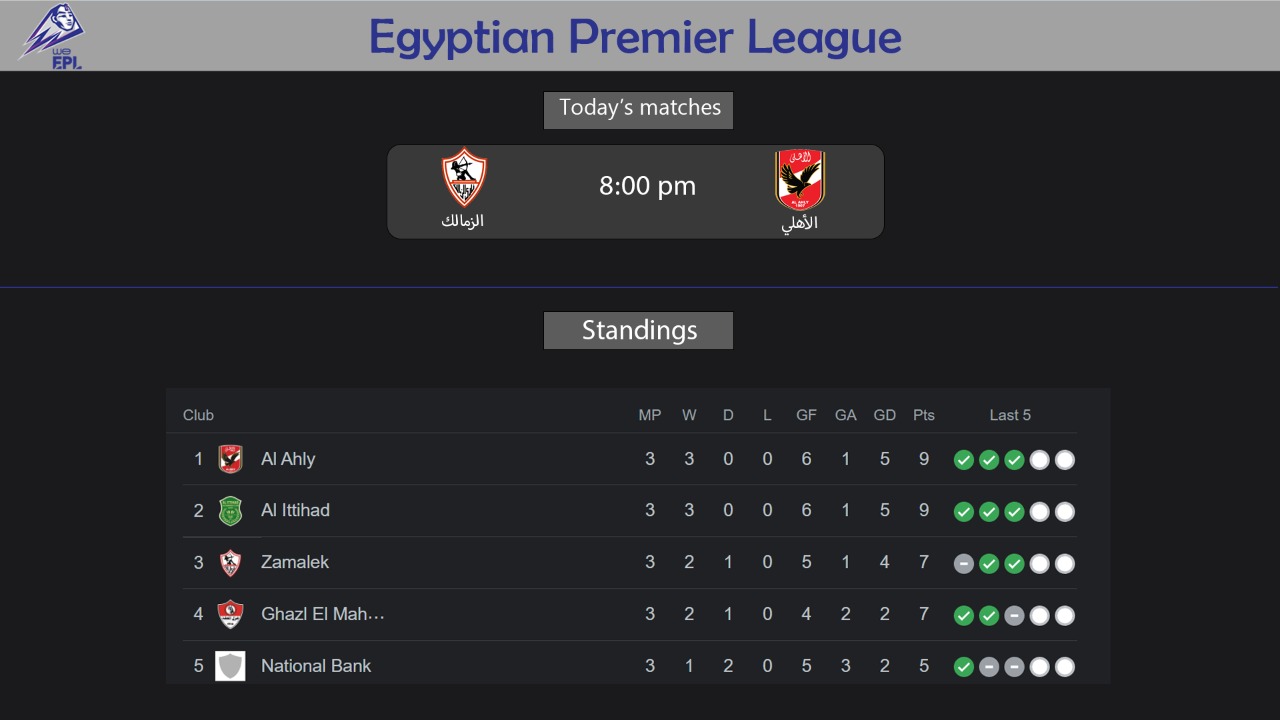 we
EPL
Egyptian Premier League
Today's matches
8:00 pm
الزمالك
الأهلي
Standings
Club MP W D L GF GA GD Pts Last 5
1 Al Ahly 3 3 0 0 6 1 5 9
2 Al Ittihad 3 3 0 0 6 1 5 9
3 Zamalek 3 2 1 0 5 1 4 7
4 Ghazl El Mah... 3 2 1 0 4 2 2 7
5 National Bank 3 1 2 0 5 3 2 5